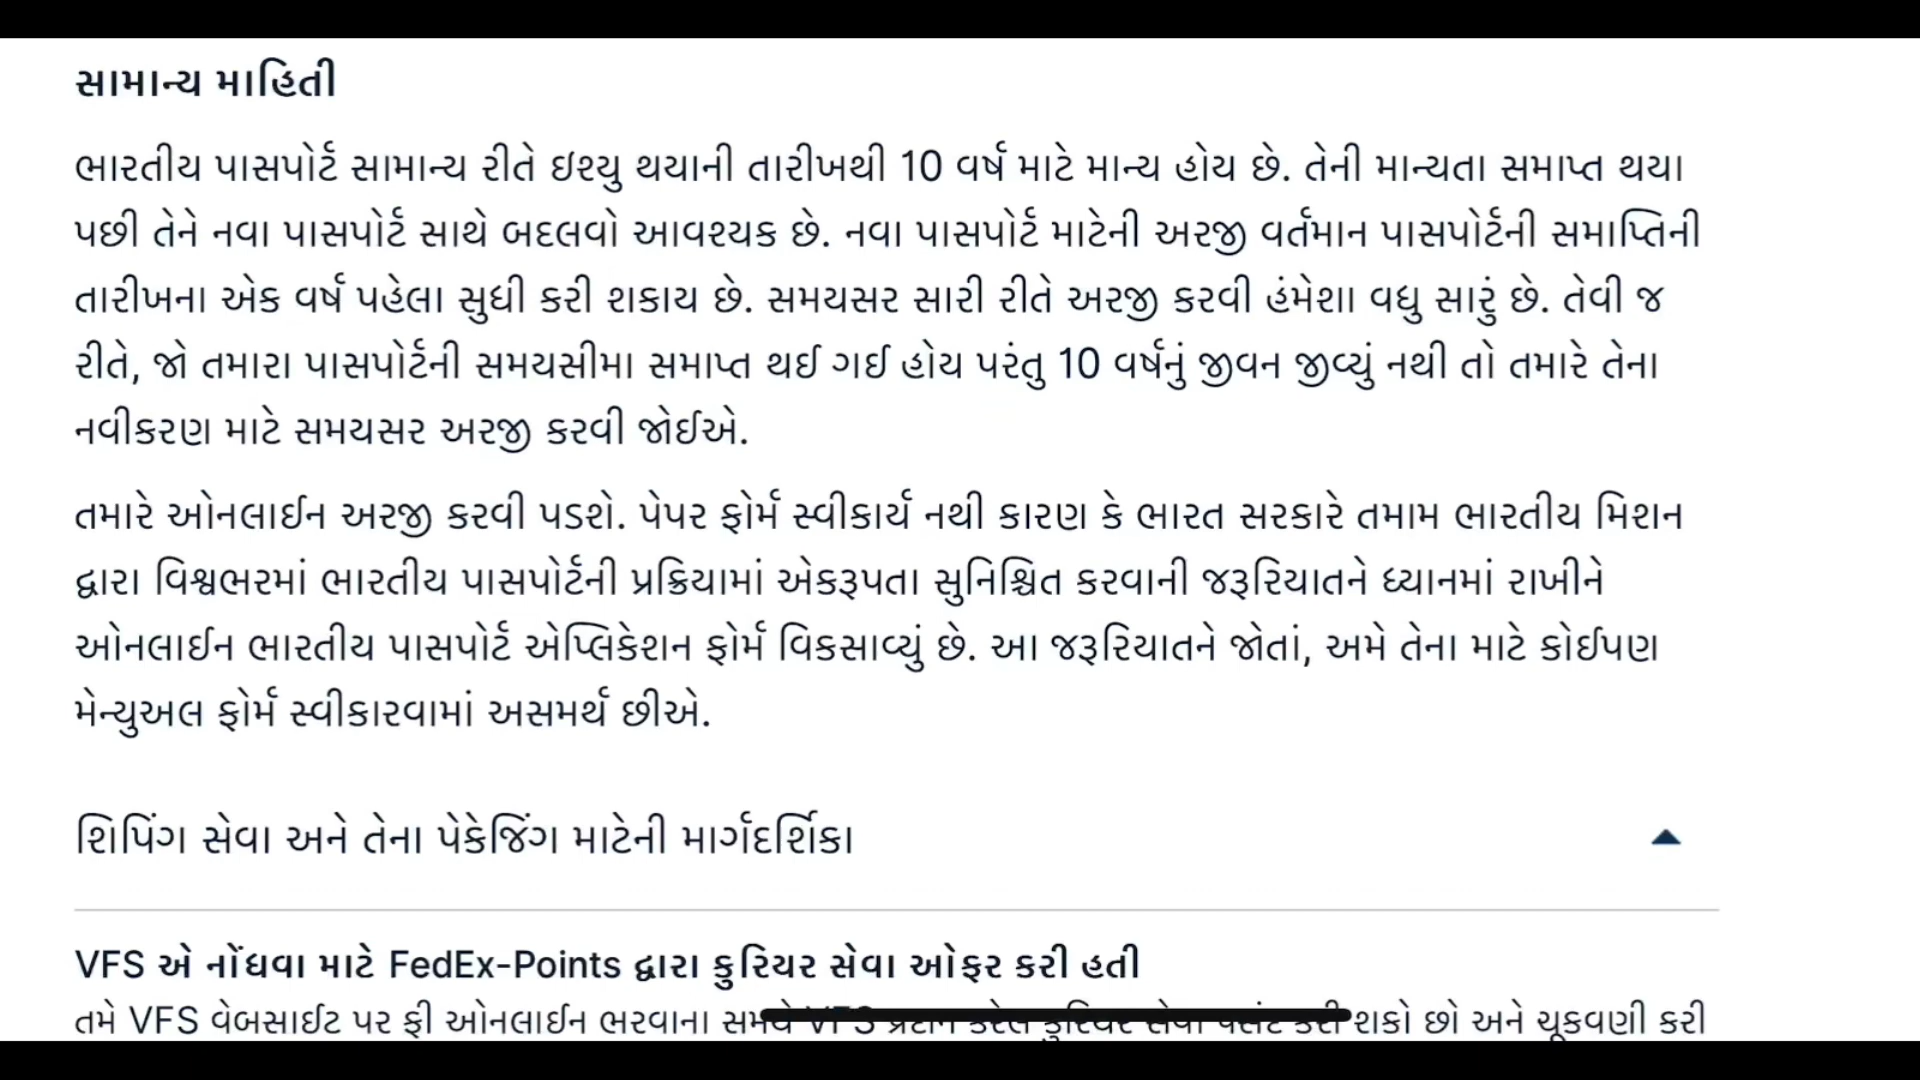 સામાન્ય માહિતી
ભારતીય પાસપોર્ટ સામાન્ય રીતે ઇશ્યુ થયાની તારીખથી 10 વર્ષ માટે માન્ય હોય છે. તેની માન્યતા સમાપ્ત થયા
પછી તેને નવા પાસપોર્ટ સાથે બદલવો આવશ્યક છે. નવા પાસપોર્ટ માટેની અરજી વર્તમાન પાસપોર્ટની સમાપ્તિની
તારીખના એક વર્ષ પહેલા સુધી કરી શકાય છે. સમયસર સારી રીતે અરજી કરવી હંમેશા વધુ સારું છે. તેવી જ
રીતે, જો તમારા પાસપોર્ટની સમયસીમા સમાપ્ત થઈ ગઈ હોય પરંતુ 10 વર્ષનું જીવન જીવ્યું નથી તો તમારે તેના
નવીકરણ માટે સમયસર અરજી કરવી જોઈએ.
તમારે ઓનલાઈન અરજી કરવી પડશે. પેપર ફોર્મ સ્વીકાર્ય નથી કારણ કે ભારત સરકારે તમામ ભારતીય મિશન
દ્વારા વિશ્વભરમાં ભારતીય પાસપોર્ટની પ્રક્રિયામાં એકરૂપતા સુનિશ્ચિત કરવાની જરૂરિયાતને ધ્યાનમાં રાખીને
ઓનલાઈન ભારતીય પાસપોર્ટ એપ્લિકેશન ફોર્મ વિકસાવ્યું છે. આ જરૂરિયાતને જોતાં, અમે તેના માટે કોઈપણ
મેન્યુઅલ ફોર્મ સ્વીકારવામાં અસમર્થ છીએ.
શિપિંગ સેવા અને તેના પેકેજિંગ માટેની માર્ગદર્શિકા
VFS એ નોંધવા માટે FedEx-Points દ્વારા કુરિયર સેવા ઓફર કરી હતી
તમે VFS વેબસાઈટ પર ફી ઓનલાઈન ભરવાના સમયે VFS કુરિયર સેવા પસંદ કરી શકો છો અને ચૂકવણી કરી